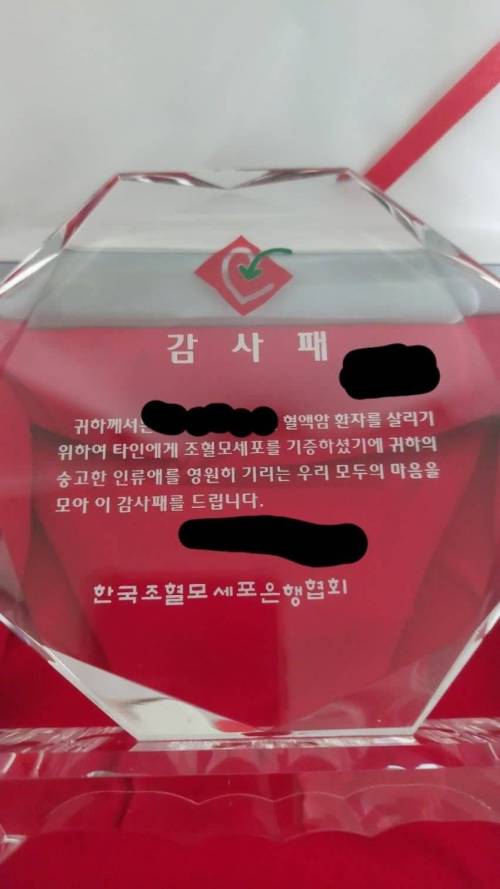 감사패
귀하께서는 혈액암 환자를 살리기
위하여 타인에게 조혈모세포를 기증하셨기에 귀하의
숭고한 인류애를 영원히 기리는 우리 모두의 마음을
모아 이 감사패를 드립니다.
한국조혈모세포은행협회